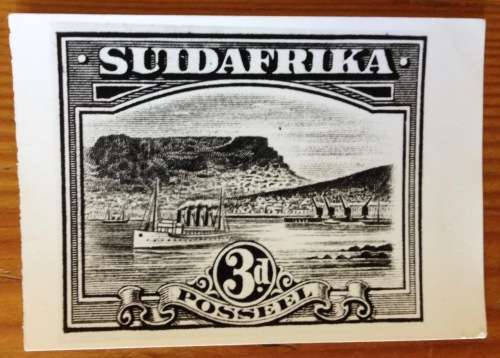 · SUIDAFRIKA ·
3d
POSSEEL